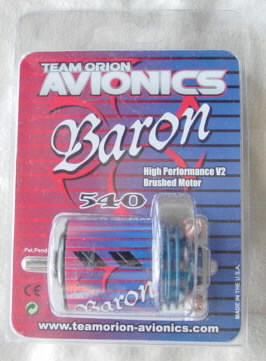 TEAM ORION
AVIONICS
Baron
High Performance V2
Brushed Motor
540
Pat.Pend
Baron
MADE IN THE U.S.A.
www.teamorion-avionics.com